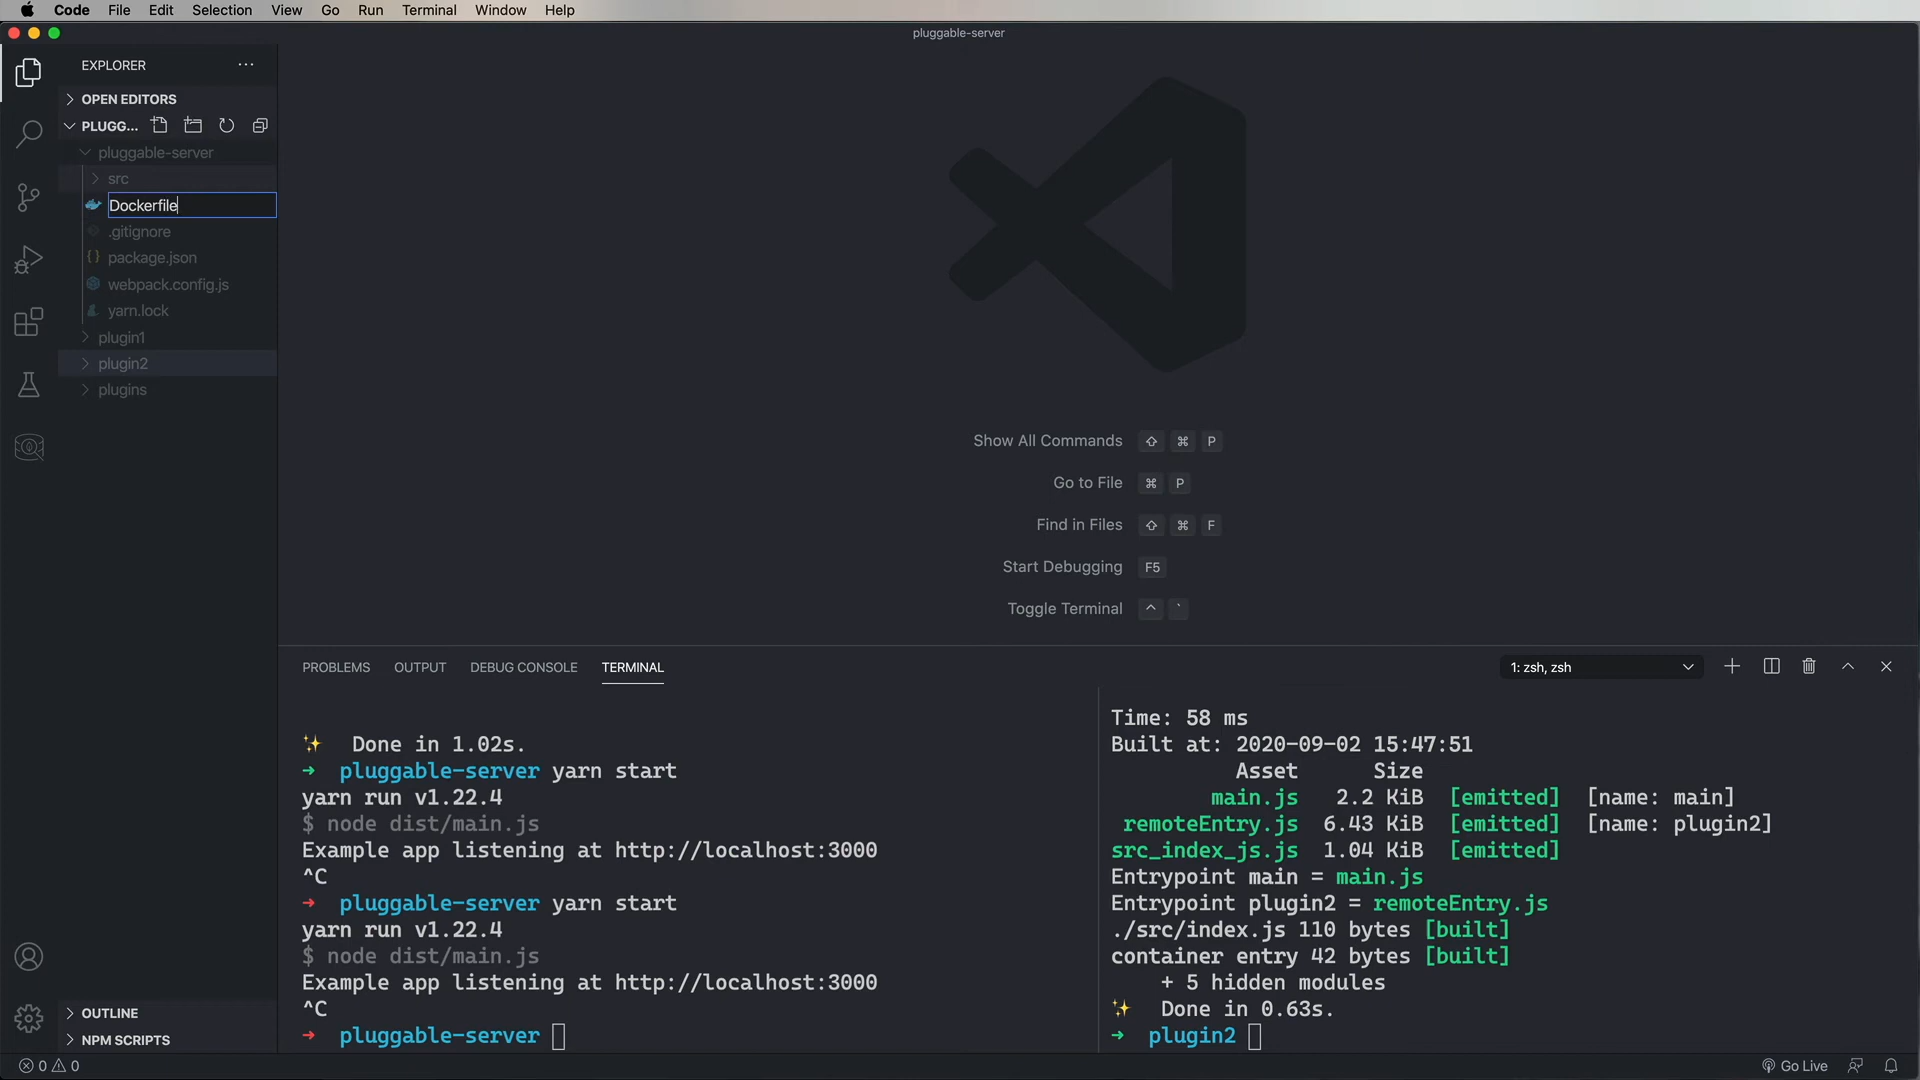 Code File Edit Selection View Go Run Terminal Window Help
pluggable-server
EXPLORER
OPEN EDITORS
PLUGG...
pluggable-server
src
Dockerfile
.gitignore
package.json
webpack.config.js
yarn.lock
plugin1
plugin2
plugins
OUTLINE
NPM SCRIPTS
Show All Commands ⇧ ⌘ P
Go to File ⌘ P
Find in Files ⇧ ⌘ F
Start Debugging F5
Toggle Terminal ^ `
PROBLEMS OUTPUT DEBUG CONSOLE TERMINAL
1: zsh, zsh
✨ Done in 1.02s.
➜ pluggable-server yarn start
yarn run v1.22.4
$ node dist/main.js
Example app listening at http://localhost:3000
^C
➜ pluggable-server yarn start
yarn run v1.22.4
$ node dist/main.js
Example app listening at http://localhost:3000
^C
➜ pluggable-server
Time: 58 ms
Built at: 2020-09-02 15:47:51
Asset Size
main.js 2.2 KiB [emitted] [name: main]
remoteEntry.js 6.43 KiB [emitted] [name: plugin2]
src_index_js.js 1.04 KiB [emitted]
Entrypoint main = main.js
Entrypoint plugin2 = remoteEntry.js
./src/index.js 110 bytes [built]
container entry 42 bytes [built]
+ 5 hidden modules
✨ Done in 0.63s.
➜ plugin2
0 0
Go Live